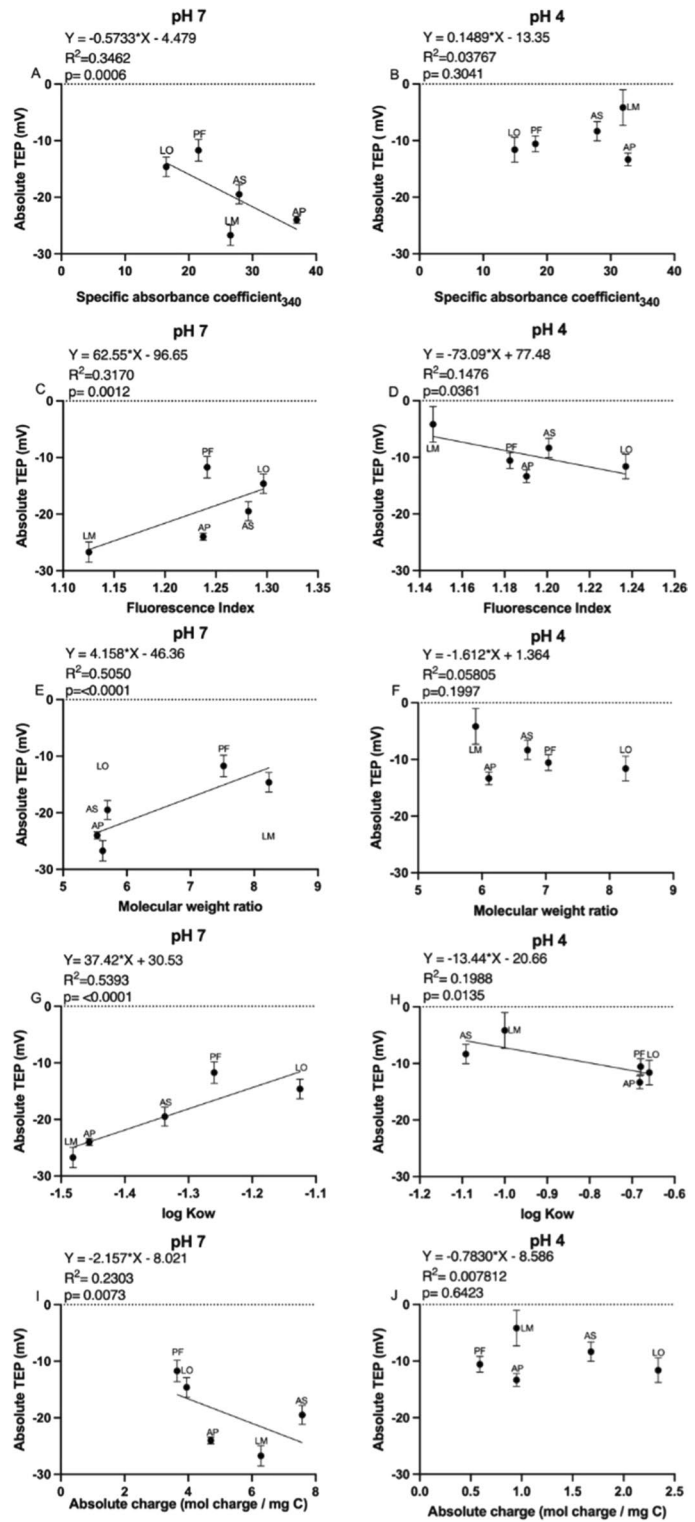 pH 7
Y = -0.5733*X - 4.479
R2=0.3462
p= 0.0006
A
Absolute TEP (mV)
0
-10
-20
-30
LO
PF
AS
LM
AP
0 10 20 30 40
Specific absorbance coefficient340
pH 4
Y = 0.1489*X - 13.35
R2=0.03767
p= 0.3041
B
Absolute TEP (mV)
0
-10
-20
-30
LO
PF
AS
LM
AP
0 10 20 30 40
Specific absorbance coefficient340
pH 7
Y = 62.55*X - 96.65
R2=0.3170
p= 0.0012
C
Absolute TEP (mV)
0
-10
-20
-30
LM
PF
AP
LO
AS
1.10 1.15 1.20 1.25 1.30 1.35
Fluorescence Index
pH 4
Y = -73.09*X + 77.48
R2=0.1476
p=0.0361
D
Absolute TEP (mV)
0
-10
-20
-30
LM
PF
AP
AS
LO
1.14 1.16 1.18 1.20 1.22 1.24 1.26
Fluorescence Index
pH 7
Y = 4.158*X - 46.36
R2=0.5050
p=<0.0001
E
Absolute TEP (mV)
0
-10
-20
-30
LO
AS
AP
PF
LM
5 6 7 8 9
Molecular weight ratio
pH 4
Y = -1.612*X + 1.364
R2=0.05805
p=0.1997
F
Absolute TEP (mV)
0
-10
-20
-30
LM
AP
AS
PF
LO
5 6 7 8 9
Molecular weight ratio
pH 7
Y= 37.42*X + 30.53
R2=0.5393
p= <0.0001
G
Absolute TEP (mV)
0
-10
-20
-30
LM
AP
AS
PF
LO
-1.5 -1.4 -1.3 -1.2 -1.1
log Kow
pH 4
Y = -13.44*X - 20.66
R2= 0.1988
p= 0.0135
H
Absolute TEP (mV)
0
-10
-20
-30
AS
LM
PF
LO
AP
-1.2 -1.1 -1.0 -0.9 -0.8 -0.7 -0.6
log Kow
pH 7
Y = -2.157*X - 8.021
R2= 0.2303
p= 0.0073
I
Absolute TEP (mV)
0
-10
-20
-30
PF
LO
AP
LM
AS
0 2 4 6 8
Absolute charge (mol charge / mg C)
pH 4
Y = -0.7830*X - 8.586
R2= 0.007812
p= 0.6423
J
Absolute TEP (mV)
0
-10
-20
-30
PF
LM
AP
AS
LO
0.0 0.5 1.0 1.5 2.0 2.5
Absolute charge (mol charge / mg C)